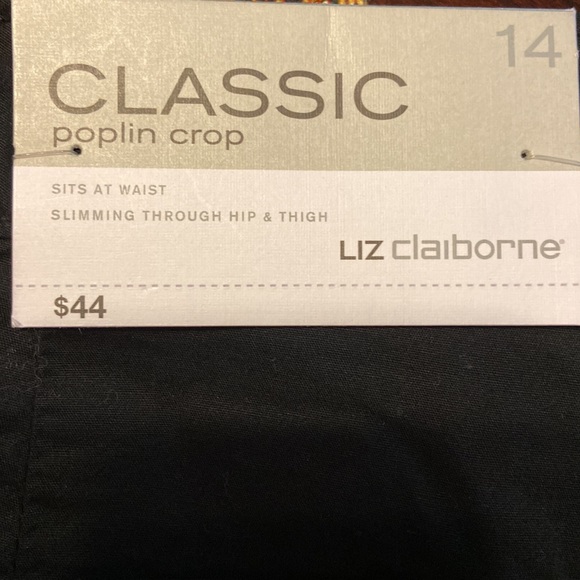 14
CLASSIC
poplin crop
SITS AT WAIST
SLIMMING THROUGH HIP & THIGH
LIZ claiborne®
$44